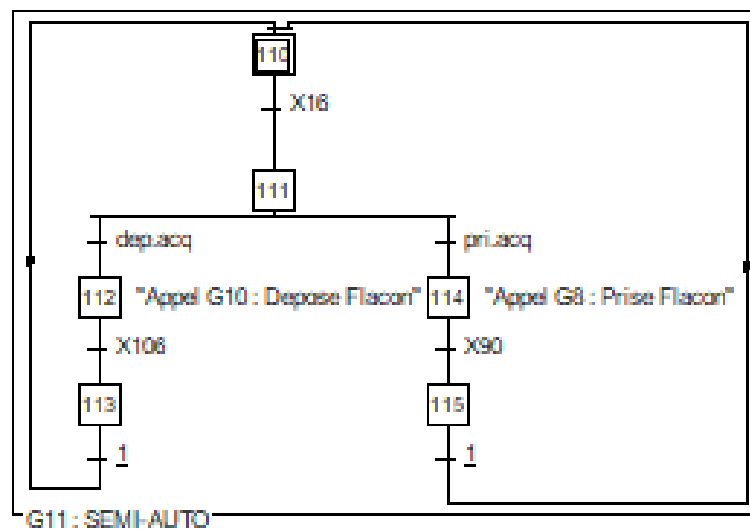 110
X16
111
dep.acq pri.acq
112 "Appel G10 : Depose Flacon" 114 "Appel G8 : Prise Flacon"
X106 X90
113 115
1 1
G11 : SEMI-AUTO